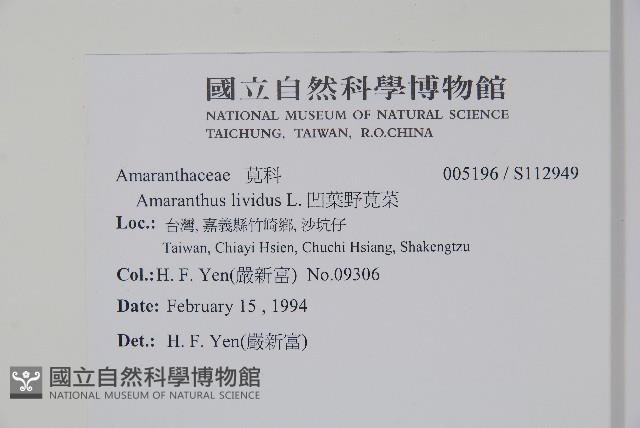 國立自然科學博物館
NATIONAL MUSEUM OF NATURAL SCIENCE
TAICHUNG, TAIWAN, R.O.CHINA
Amaranthaceae 莧科 005196 / S112949
Amaranthus lividus L. 凹葉野莧菜
Loc.: 台灣, 嘉義縣竹崎鄉, 沙坑仔
Taiwan, Chiayi Hsien, Chuchi Hsiang, Shakengtzu
Col.: H. F. Yen(嚴新富) No.09306
Date: February 15 , 1994
Det.: H. F. Yen(嚴新富)
國立自然科學博物館
NATIONAL MUSEUM OF NATURAL SCIENCE